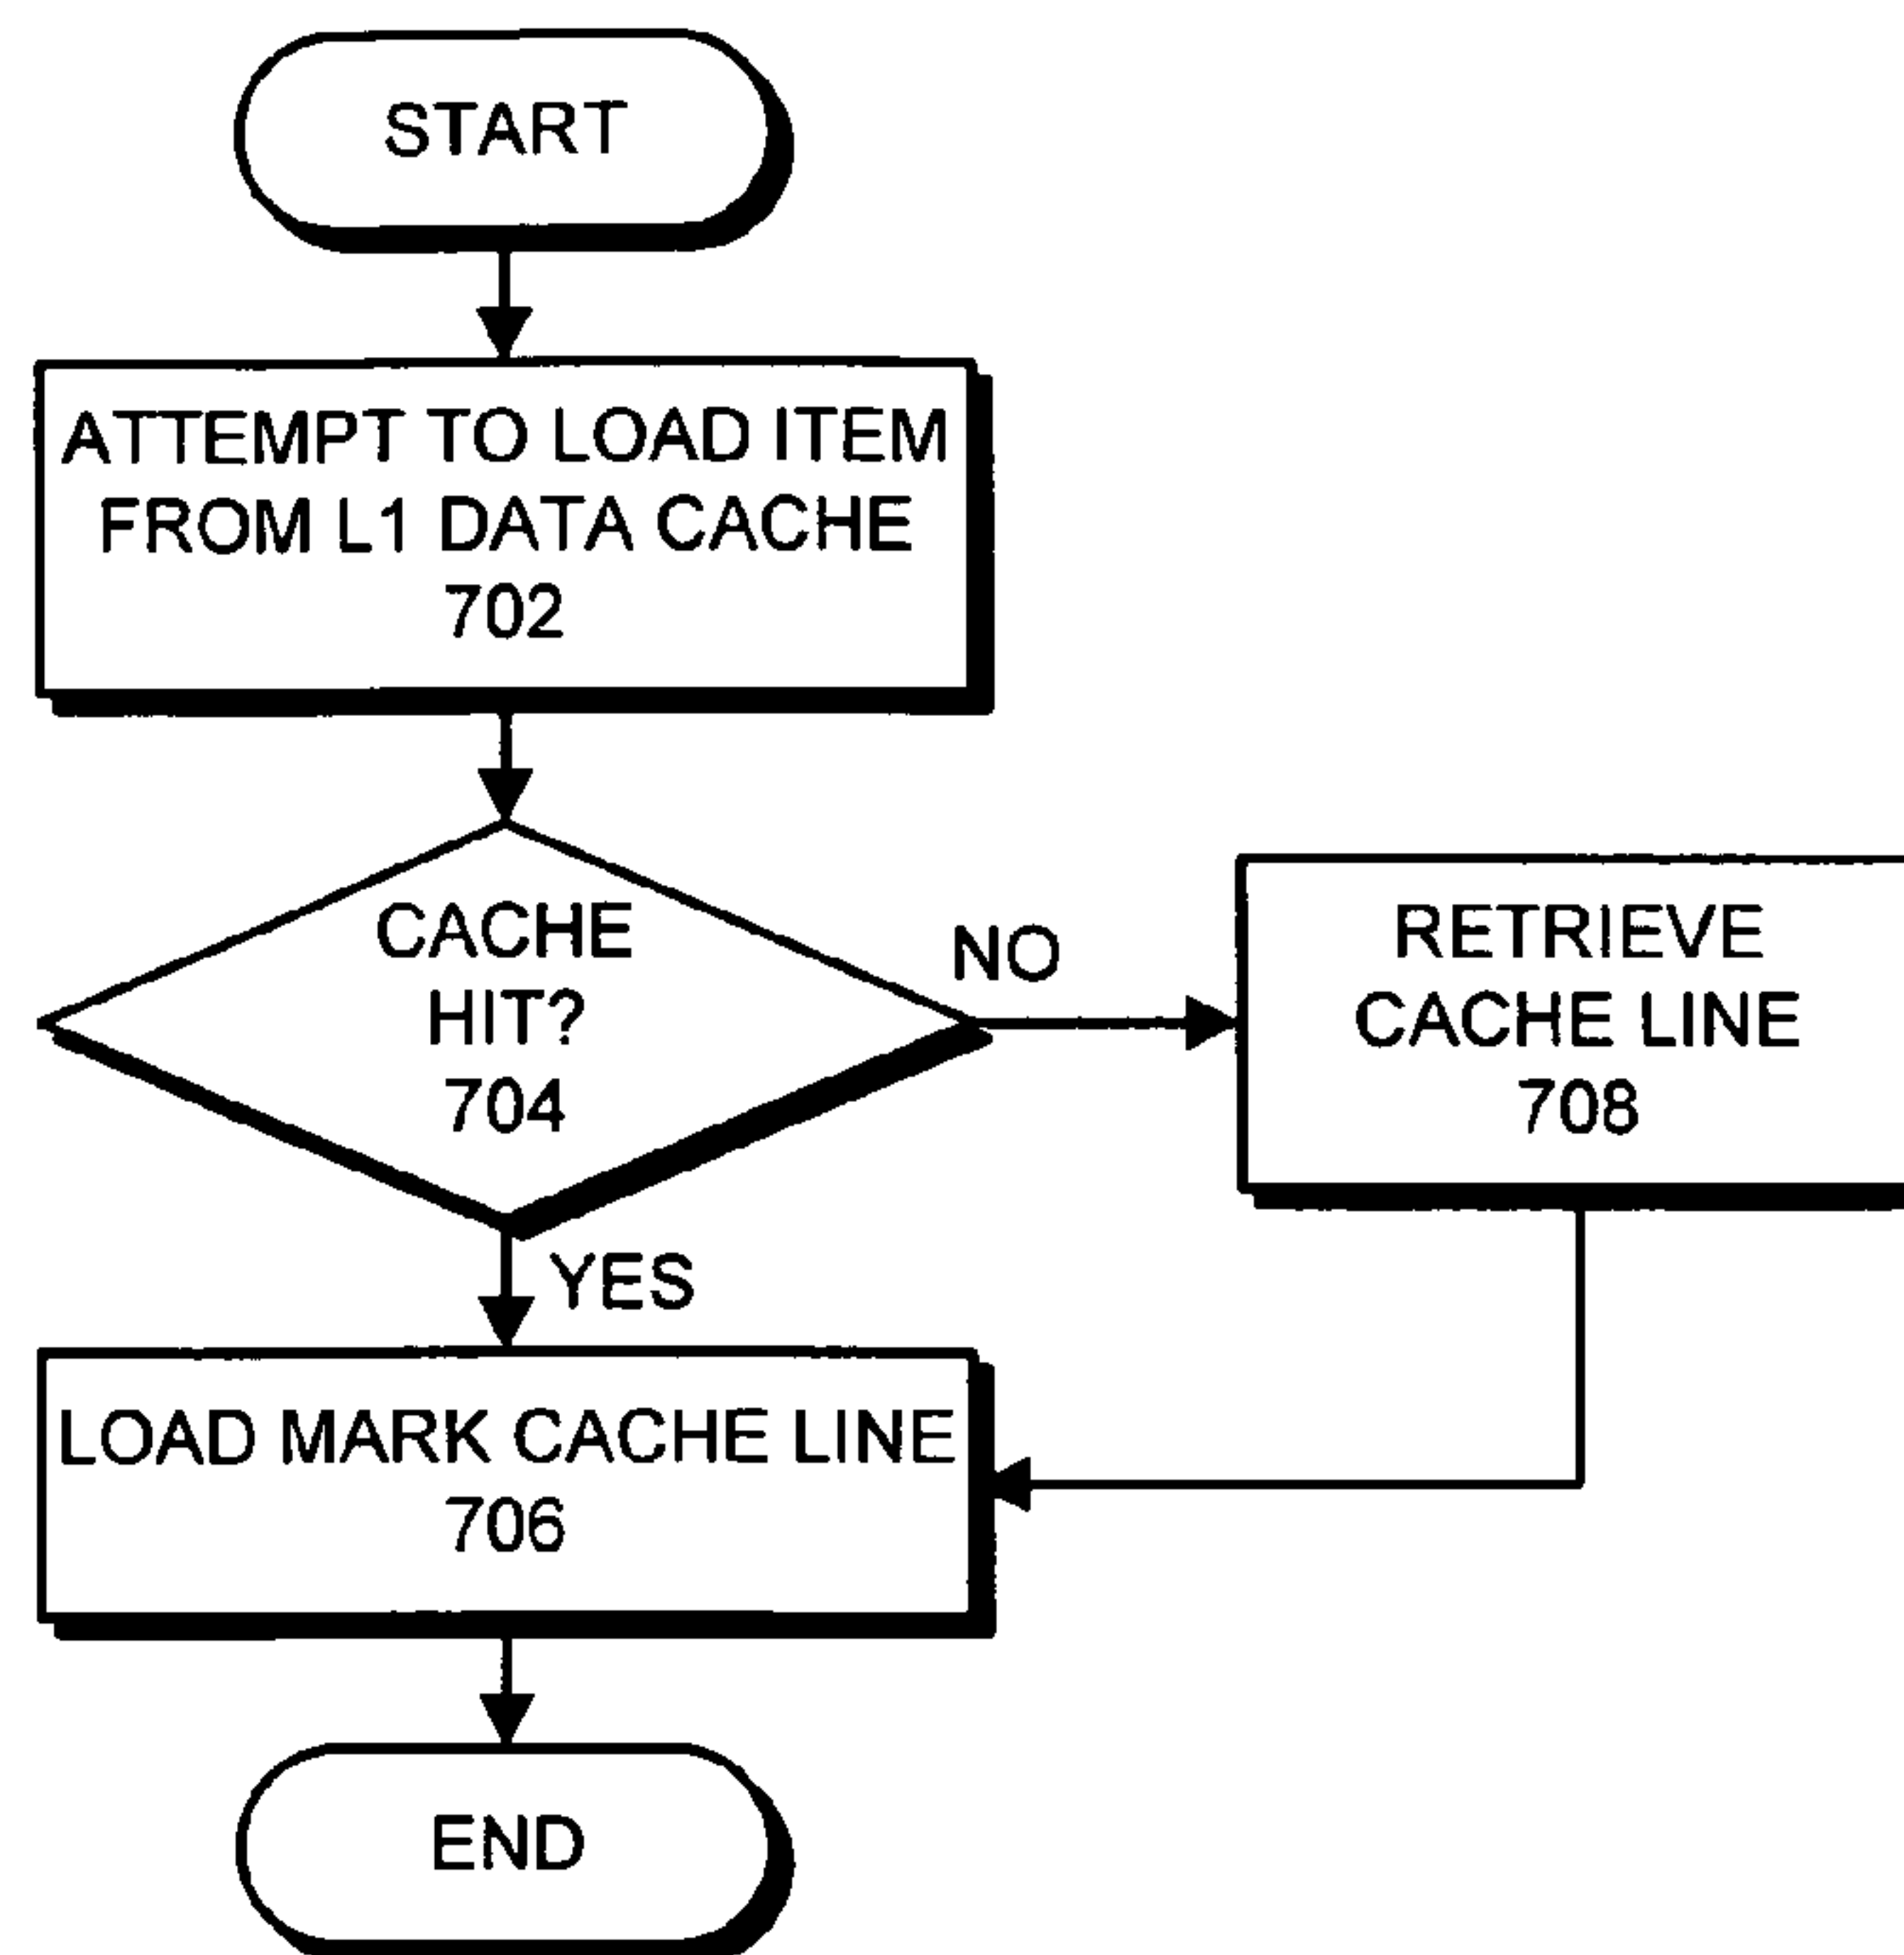 START
ATTEMPT TO LOAD ITEM
FROM L1 DATA CACHE
702
CACHE
HIT?
704
NO
RETRIEVE
CACHE LINE
708
YES
LOAD MARK CACHE LINE
706
END